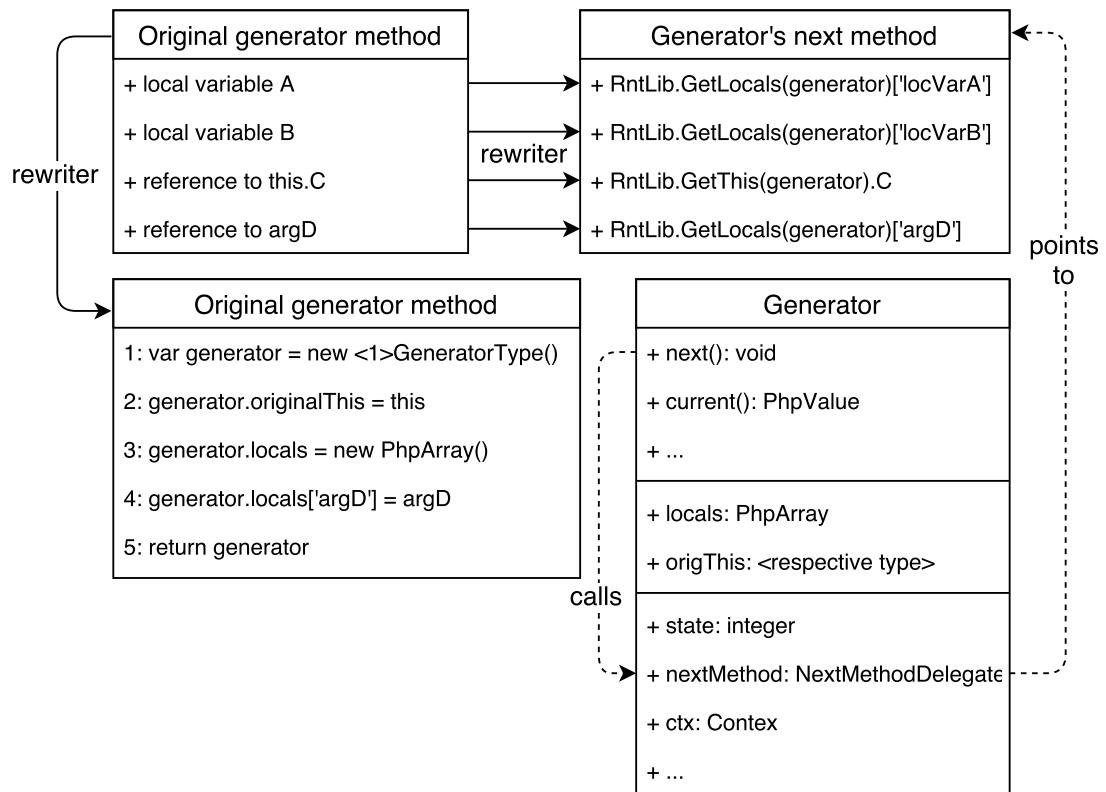 Original generator method
+ local variable A
+ local variable B
+ reference to this.C
+ reference to argD
rewriter
rewriter
Generator's next method
+ RntLib.GetLocals(generator)['locVarA']
+ RntLib.GetLocals(generator)['locVarB']
+ RntLib.GetThis(generator).C
+ RntLib.GetLocals(generator)['argD']
points
to
Original generator method
1: var generator = new <1>GeneratorType()
2: generator.originalThis = this
3: generator.locals = new PhpArray()
4: generator.locals['argD'] = argD
5: return generator
calls
Generator
+ next(): void
+ current(): PhpValue
+ ...
+ locals: PhpArray
+ origThis: <respective type>
+ state: integer
+ nextMethod: NextMethodDelegate
+ ctx: Contex
+ ...